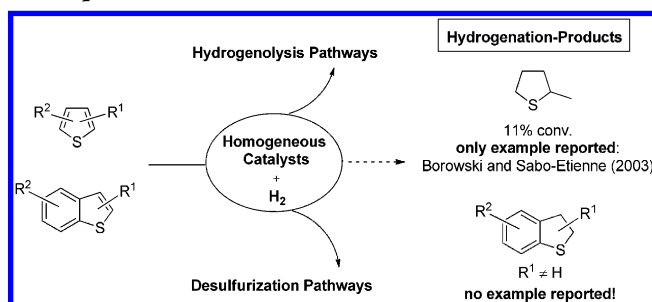 Hydrogenolysis Pathways
Hydrogenation-Products
R2
R1
S
Homogeneous
Catalysts
+
H2
S
11% conv.
only example reported:
Borowski and Sabo-Etienne (2003)
R2
R1
S
R2
R1
S
R1 ≠ H
no example reported!
Desulfurization Pathways